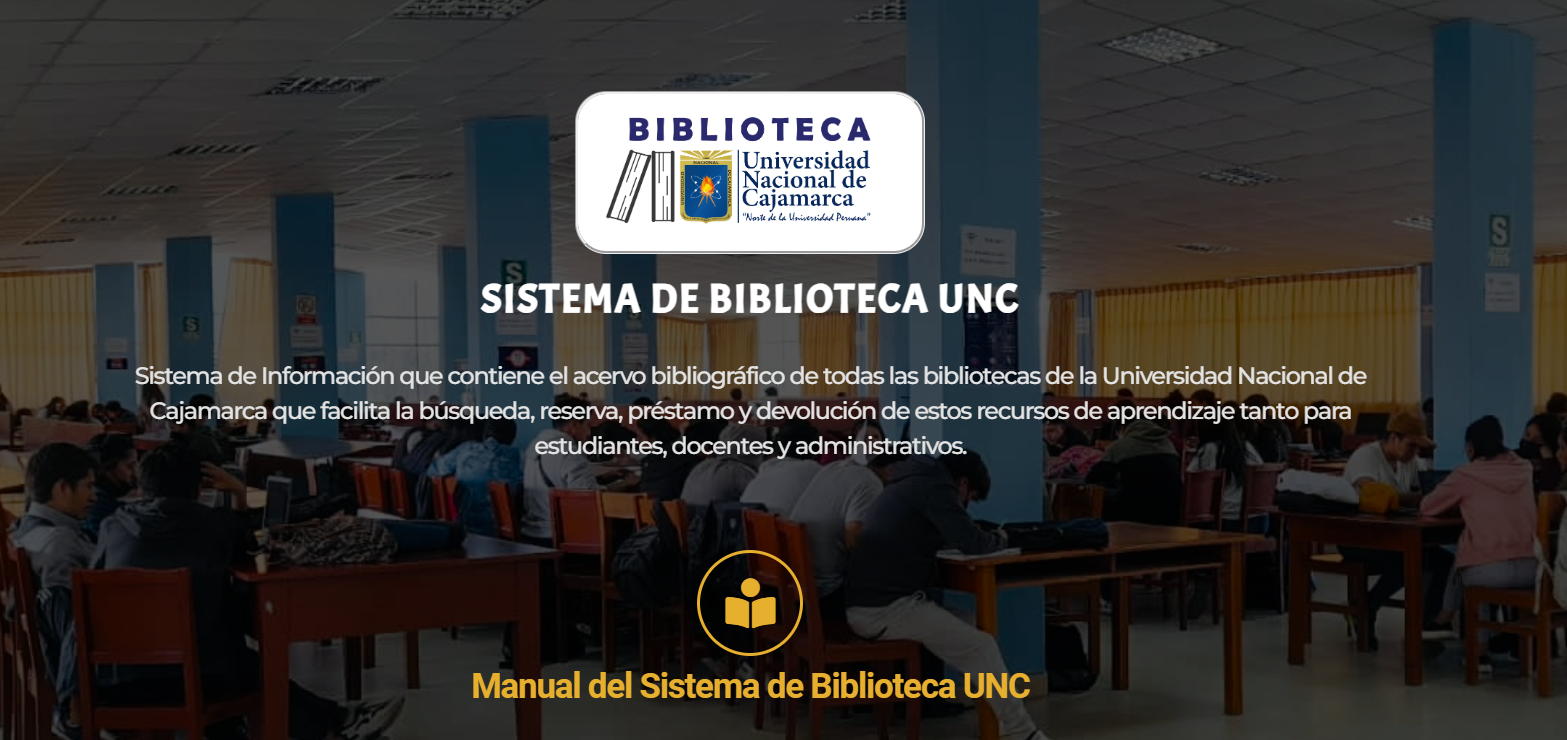 BIBLIOTECA
Universidad
Nacional de
Cajamarca
"Norte de la Universidad Peruana"
NACIONAL
S
S
S
SISTEMA DE BIBLIOTECA UNC
Sistema de Información que contiene el acervo bibliográfico de todas las bibliotecas de la Universidad Nacional de
Cajamarca que facilita la búsqueda, reserva, préstamo y devolución de estos recursos de aprendizaje tanto para
estudiantes, docentes y administrativos.
Manual del Sistema de Biblioteca UNC